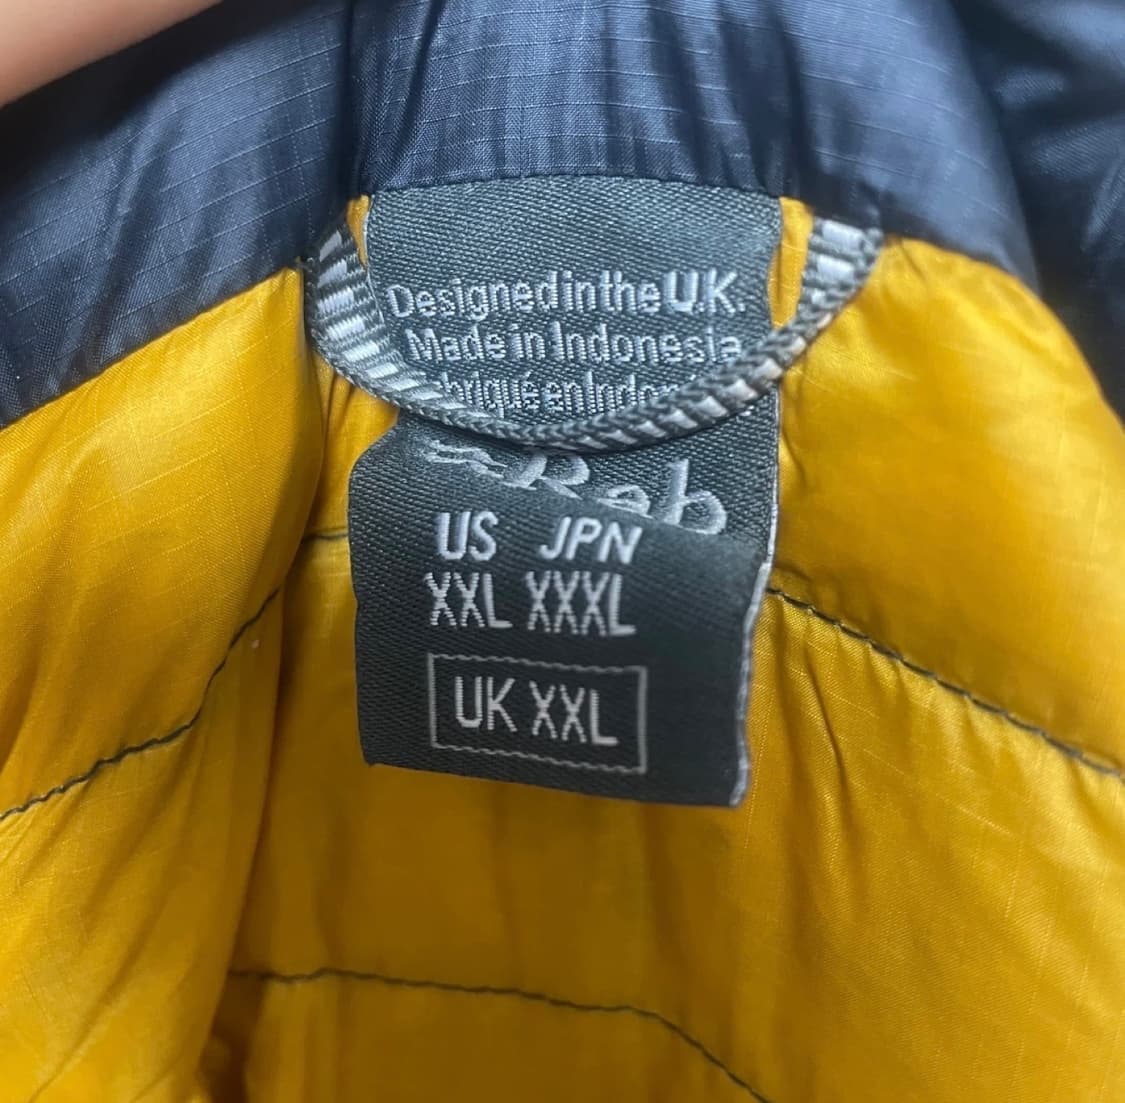 Designed in the U.K.
Made in Indonesia
Rab
US JPN
XXL XXXL
UK XXL